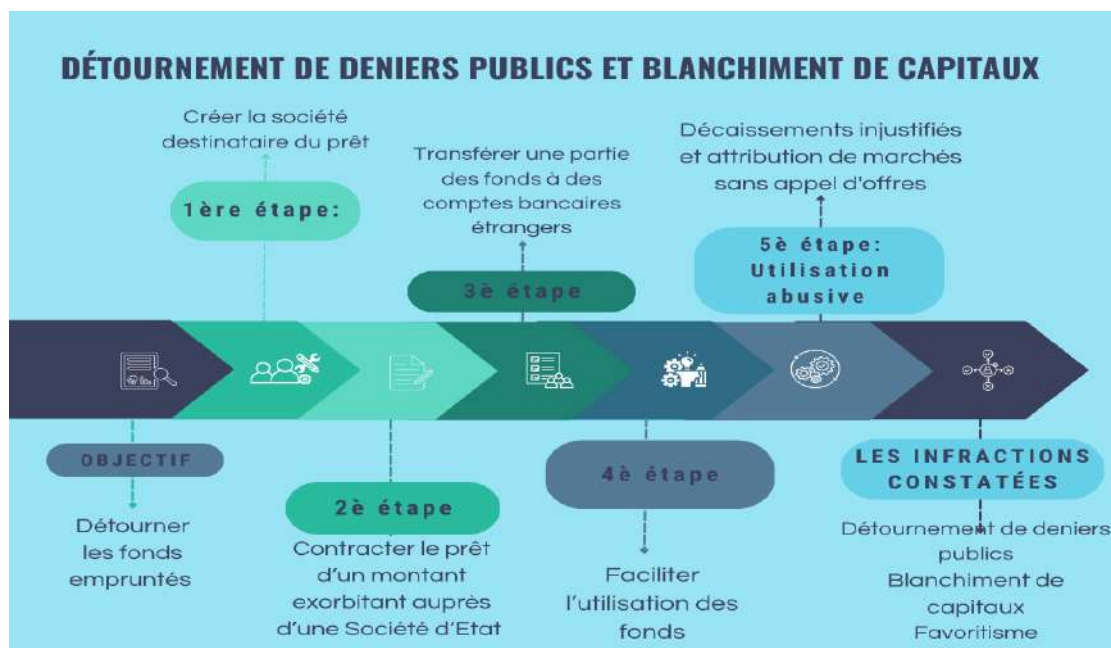 DÉTOURNEMENT DE DENIERS PUBLICS ET BLANCHIMENT DE CAPITAUX
OBJECTIF
Détourner
les fonds
empruntés
1ère étape:
Créer la société
destinataire du prêt
2è étape
Contracter le prêt
d'un montant
exorbitant auprès
d'une Société d'Etat
3è étape
Transférer une partie
des fonds à des
comptes bancaires
étrangers
4è étape
Faciliter
l'utilisation des
fonds
5è étape:
Utilisation
abusive
Décaissements injustifiés
et attribution de marchés
sans appel d'offres
LES INFRACTIONS
CONSTATÉES
Détournement de deniers
publics
Blanchiment de
capitaux
Favoritisme